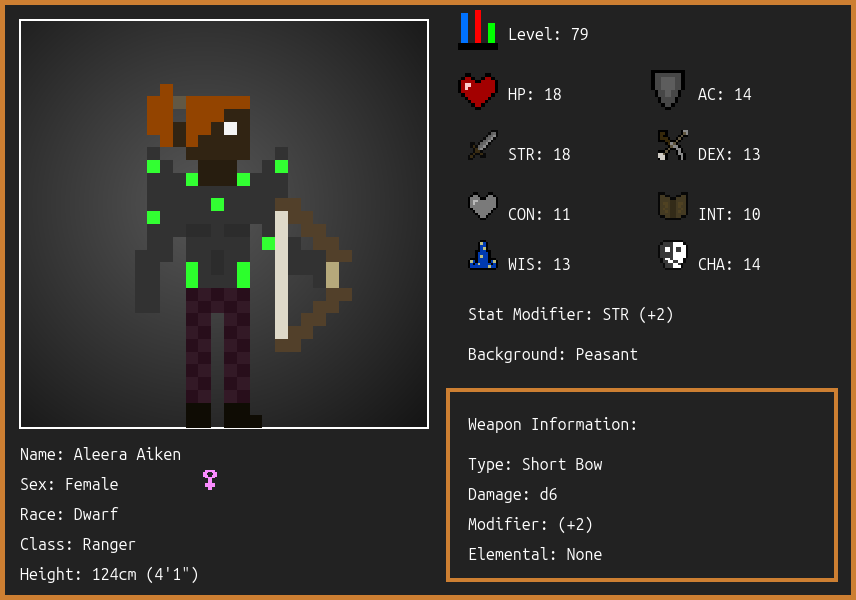 Level: 79
HP: 18
AC: 14
STR: 18
DEX: 13
CON: 11
INT: 10
WIS: 13
CHA: 14
Stat Modifier: STR (+2)
Background: Peasant
Weapon Information:
Type: Short Bow
Damage: d6
Modifier: (+2)
Elemental: None
Name: Aleera Aiken
Sex: Female
Race: Dwarf
Class: Ranger
Height: 124cm (4'1")